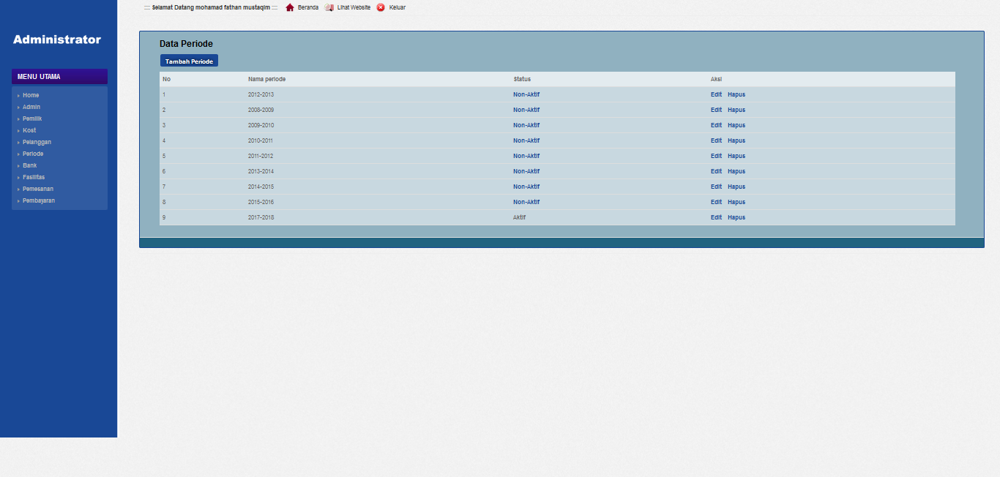 :::: Selamat Datang mohamad fathan mustaqim :::: Beranda Lihat Website Keluar
Administrator
MENU UTAMA
Home
Admin
Pemilik
Kost
Pelanggan
Periode
Bank
Fasilitas
Pemesanan
Pembayaran
Data Periode
Tambah Periode
No Nama periode Status Aksi
1 2012-2013 Non-Aktif Edit Hapus
2 2008-2009 Non-Aktif Edit Hapus
3 2009-2010 Non-Aktif Edit Hapus
4 2010-2011 Non-Aktif Edit Hapus
5 2011-2012 Non-Aktif Edit Hapus
6 2013-2014 Non-Aktif Edit Hapus
7 2014-2015 Non-Aktif Edit Hapus
8 2015-2016 Non-Aktif Edit Hapus
9 2017-2018 Aktif Edit Hapus